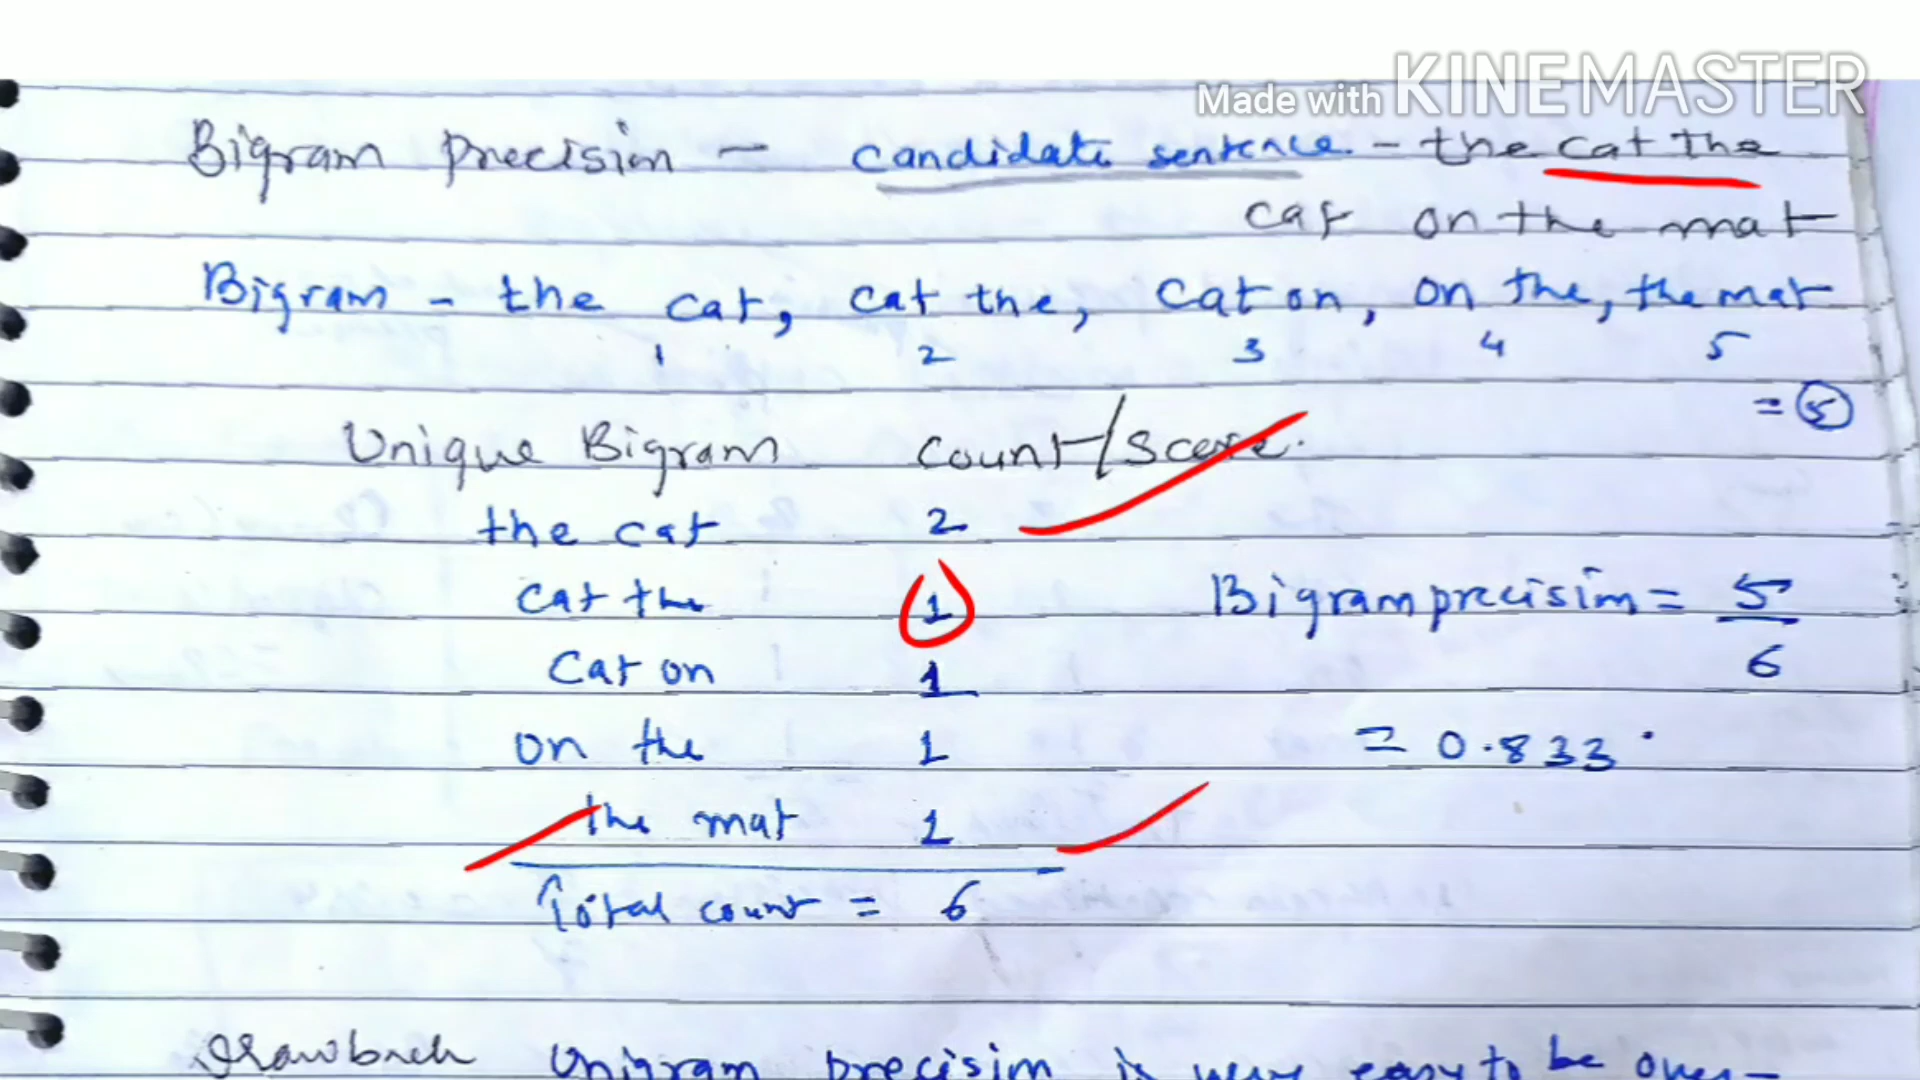 Made with KINEMASTER
Bigram precision - candidate sentence - the cat the
cat on the mat
Bigram - the cat, cat the, cat on, on the, the mat
1 2 3 4 5
= 5
Unique Bigram count/score.
the cat 2
cat the 1
Bigram precisim = 5/6
cat on 1
on the 1
= 0.833
the mat 1
Total count = 6
drawback unigram precisim is very easy to be over-